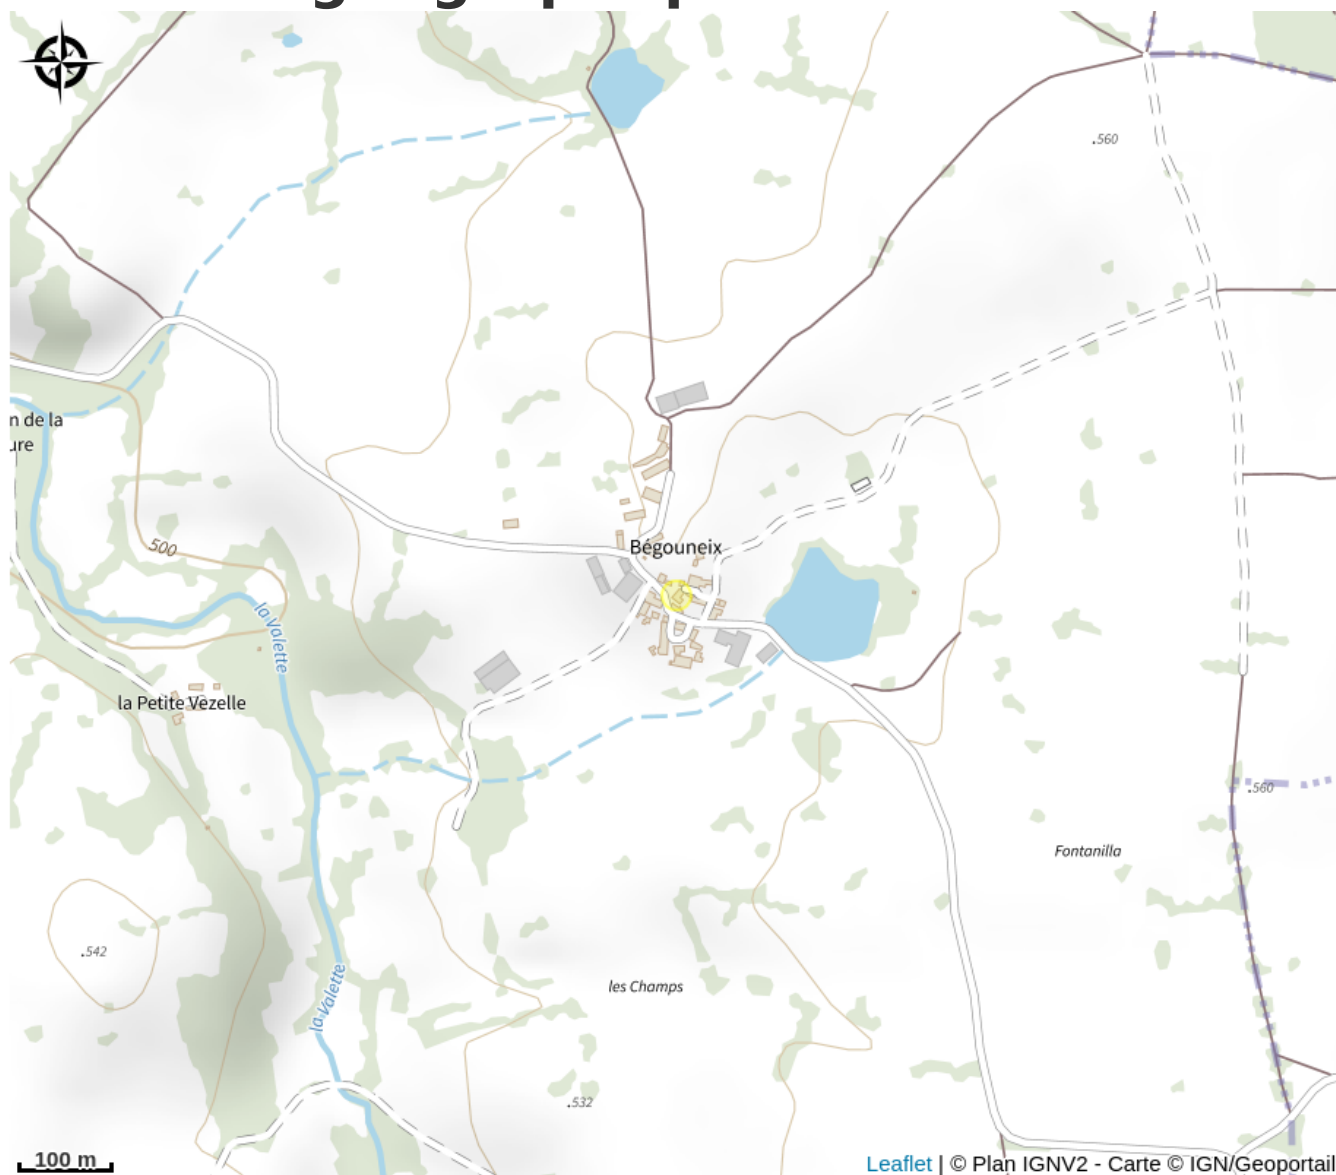 560
n de la
ure
500
Bégouneix
la Valette
la Petite Vezelle
560
Fontanilla
542
les Champs
la Valette
532
100 m
Leaflet | © Plan IGNV2 - Carte © IGN/Geoportail